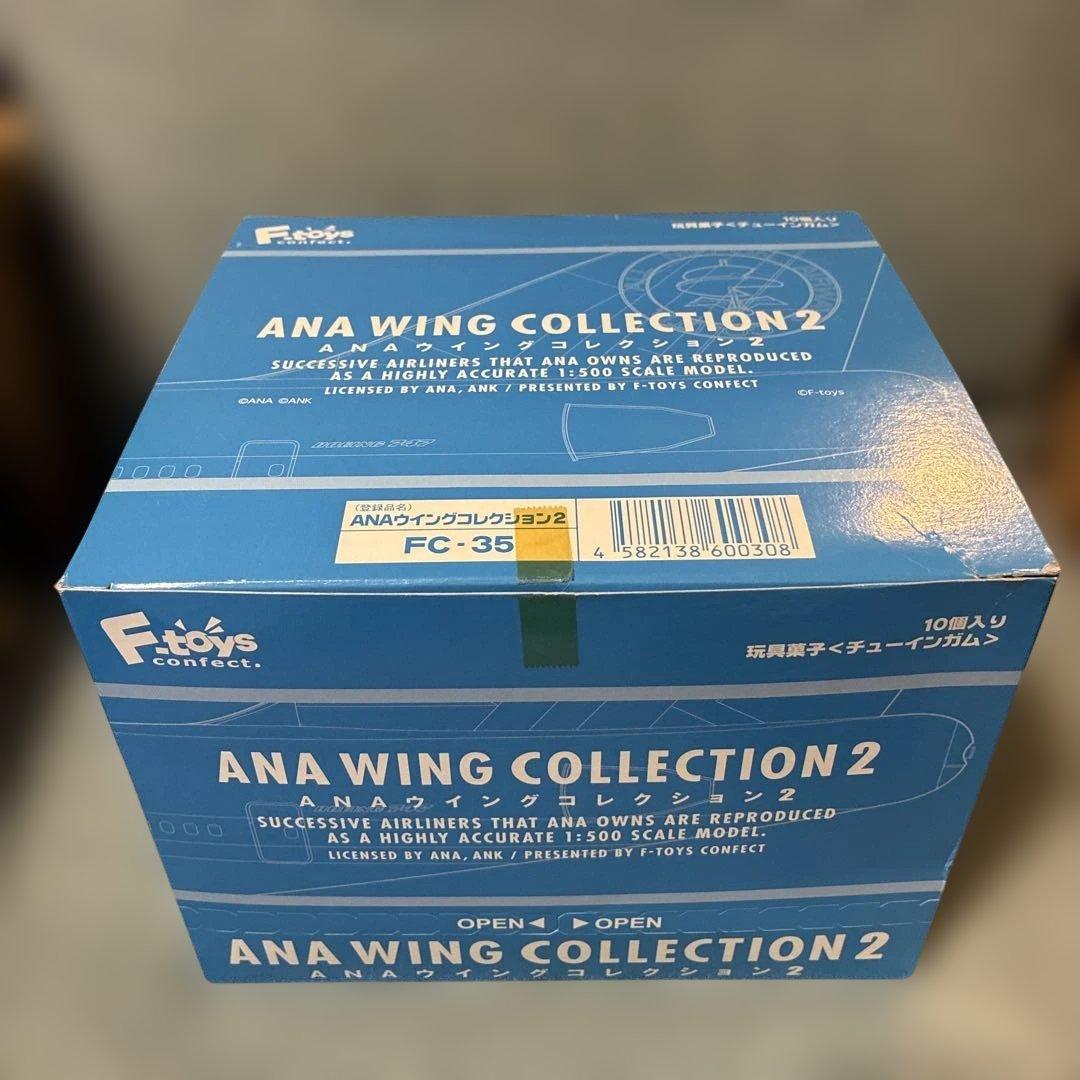 F-toys
confect.
10個入り
玩具菓子<チューインガム>
ANA WING COLLECTION 2
ANAウイングコレクション2
SUCCESSIVE AIRLINERS THAT ANA OWNS ARE REPRODUCED
AS A HIGHLY ACCURATE 1:500 SCALE MODEL.
LICENSED BY ANA, ANK / PRESENTED BY F-TOYS CONFECT
©ANA ©ANK
©F-toys
BOEING 747
(登録品名)
ANAウイングコレクション2
FC-35
4 582138 600308
F-toys
confect.
10個入り
玩具菓子<チューインガム>
ANA WING COLLECTION 2
ANAウイングコレクション2
SUCCESSIVE AIRLINERS THAT ANA OWNS ARE REPRODUCED
AS A HIGHLY ACCURATE 1:500 SCALE MODEL.
LICENSED BY ANA, ANK / PRESENTED BY F-TOYS CONFECT
OPEN◀ ▶OPEN
ANA WING COLLECTION 2
ANAウイングコレクション2